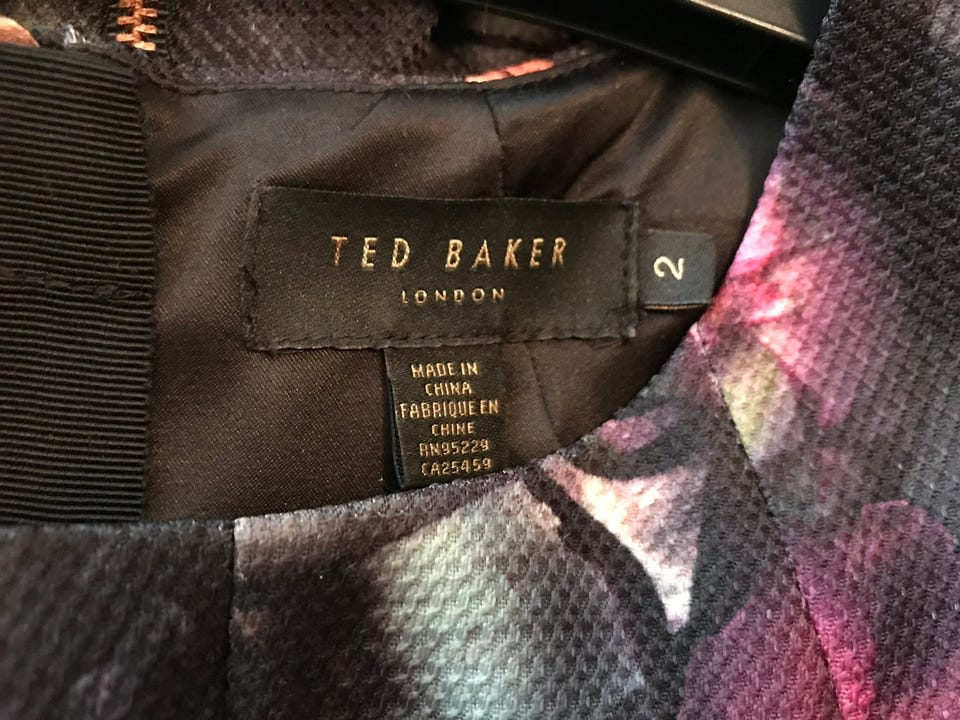 TED BAKER
LONDON
2
MADE IN
CHINA
FABRIQUE EN
CHINE
RN95229
CA25459